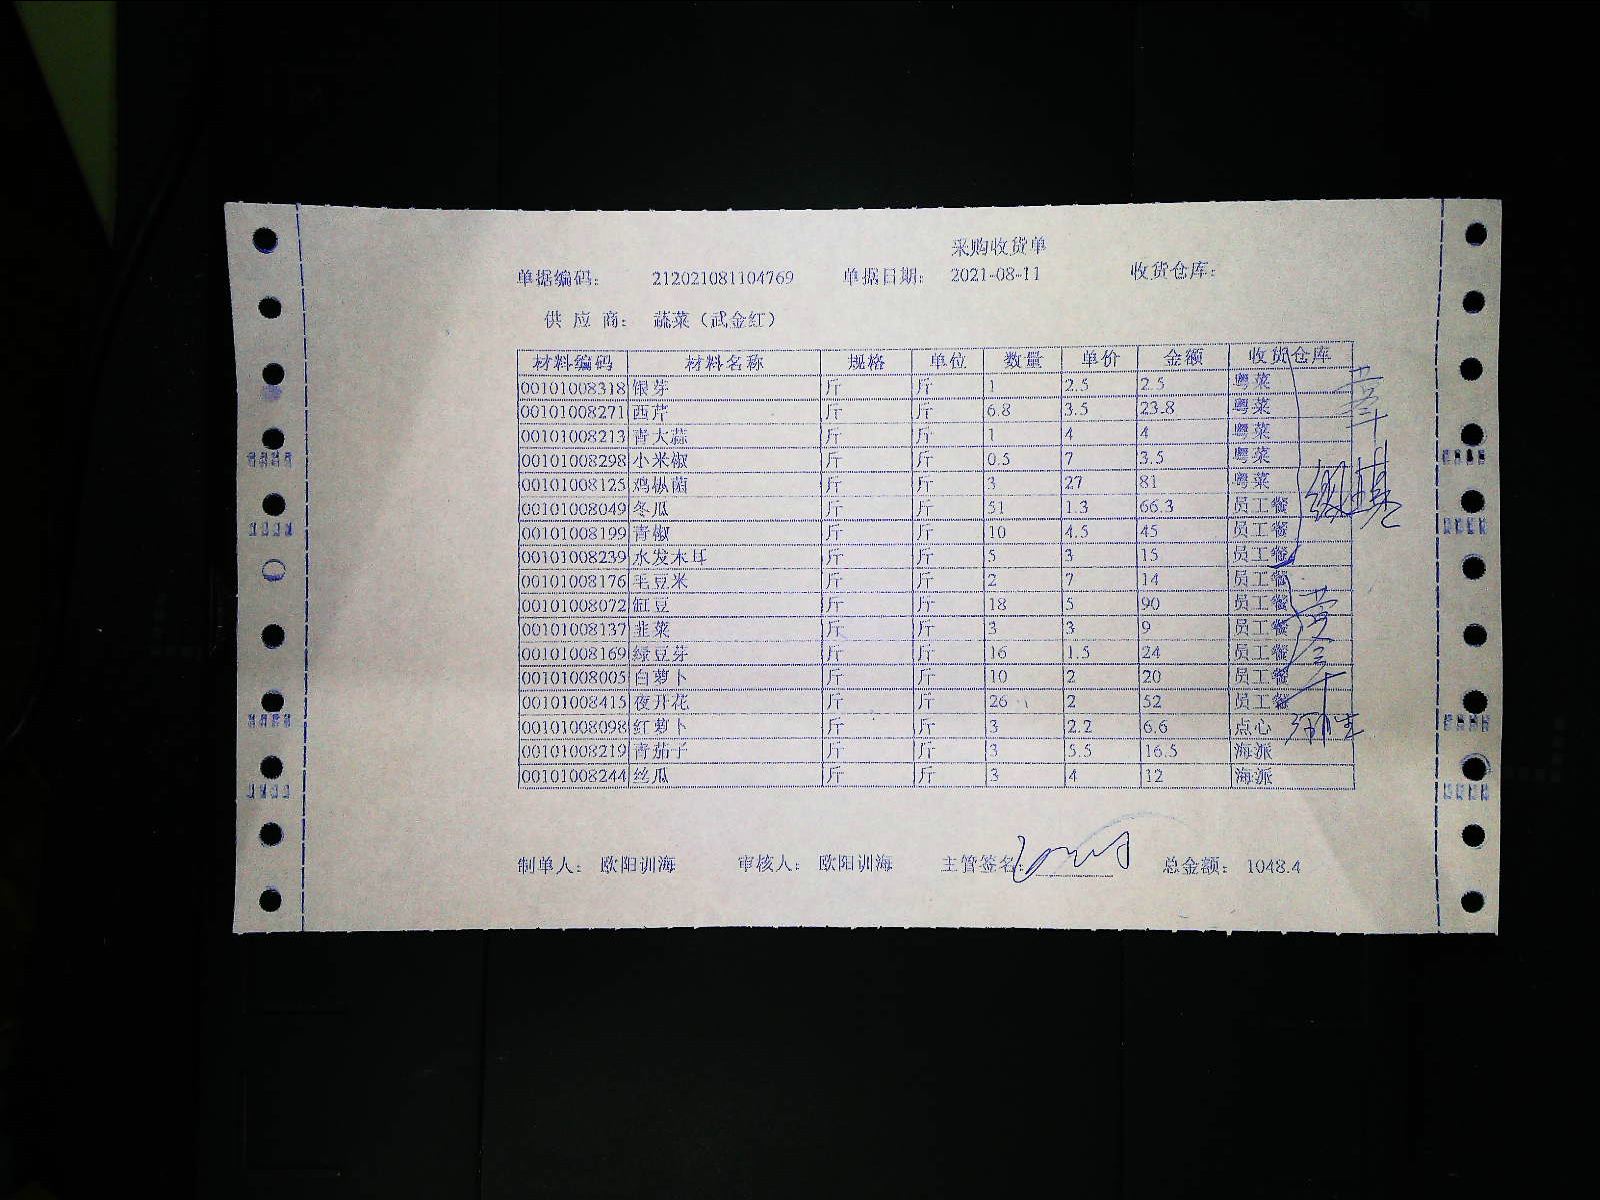 采购收货单
单据编码： 212021081104769 单据日期： 2021-08-11 收货仓库：
供 应 商： 蔬菜（武金红）
材料编码 材料名称 规格 单位 数量 单价 金额 收货仓库
00101008318 银芽 斤 斤 1 2.5 2.5 粤菜
00101008271 西芹 斤 斤 6.8 3.5 23.8 粤菜
00101008213 青大蒜 斤 斤 1 4 4 粤菜
00101008298 小米椒 斤 斤 0.5 7 3.5 粤菜
00101008125 鸡枞菌 斤 斤 3 27 81 粤菜
00101008049 冬瓜 斤 斤 51 1.3 66.3 员工餐
00101008199 青椒 斤 斤 10 4.5 45 员工餐
00101008239 水发木耳 斤 斤 5 3 15 员工餐
00101008176 毛豆米 斤 斤 2 7 14 员工餐
00101008072 缸豆 斤 斤 18 5 90 员工餐
00101008137 韭菜 斤 斤 3 3 9 员工餐
00101008169 绿豆芽 斤 斤 16 1.5 24 员工餐
00101008005 白萝卜 斤 斤 10 2 20 员工餐
00101008415 夜开花 斤 斤 26 2 52 员工餐
00101008098 红萝卜 斤 斤 3 2.2 6.6 点心
00101008219 青茄子 斤 斤 3 5.5 16.5 海派
00101008244 丝瓜 斤 斤 3 4 12 海派
制单人： 欧阳训海 审核人： 欧阳训海 主管签名： 总金额： 1048.4